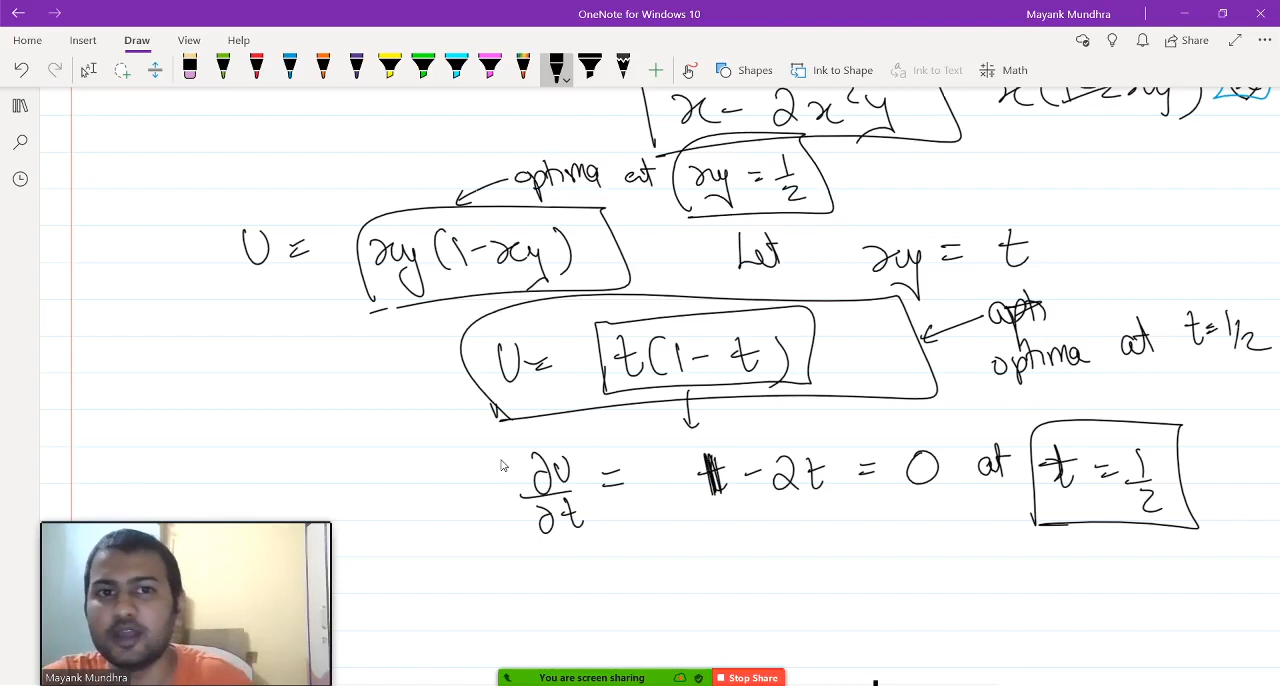 OneNote for Windows 10
Mayank Mundhra
Home Insert Draw View Help
Share
Shapes Ink to Shape Ink to Text Math
x - 2x²y x(1-2xy)
optima at xy = 1/2
U = xy(1-xy) Let xy = t
U = t(1-t)
optima at t=1/2
∂U/∂t = 1 - 2t = 0 at t = 1/2
Mayank Mundhra
You are screen sharing Stop Share